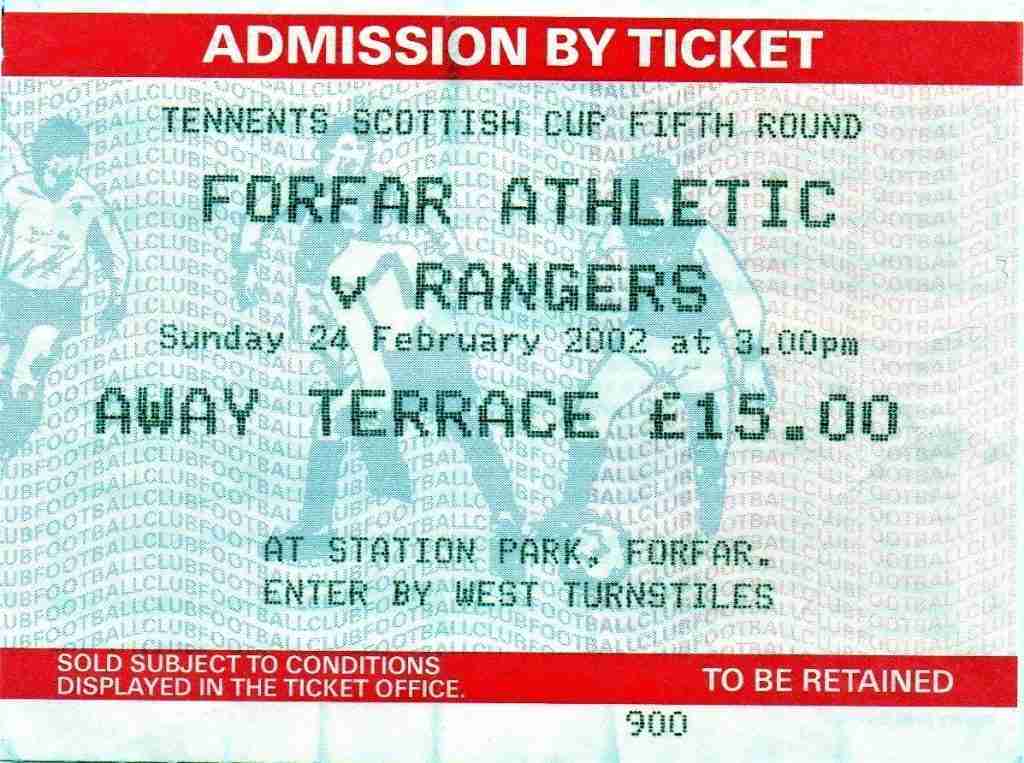 ADMISSION BY TICKET
TENNENTS SCOTTISH CUP FIFTH ROUND
FORFAR ATHLETIC
v RANGERS
Sunday 24 February 2002 at 3.00pm
AWAY TERRACE £15.00
AT STATION PARK, FORFAR.
ENTER BY WEST TURNSTILES
SOLD SUBJECT TO CONDITIONS
DISPLAYED IN THE TICKET OFFICE.
TO BE RETAINED
900